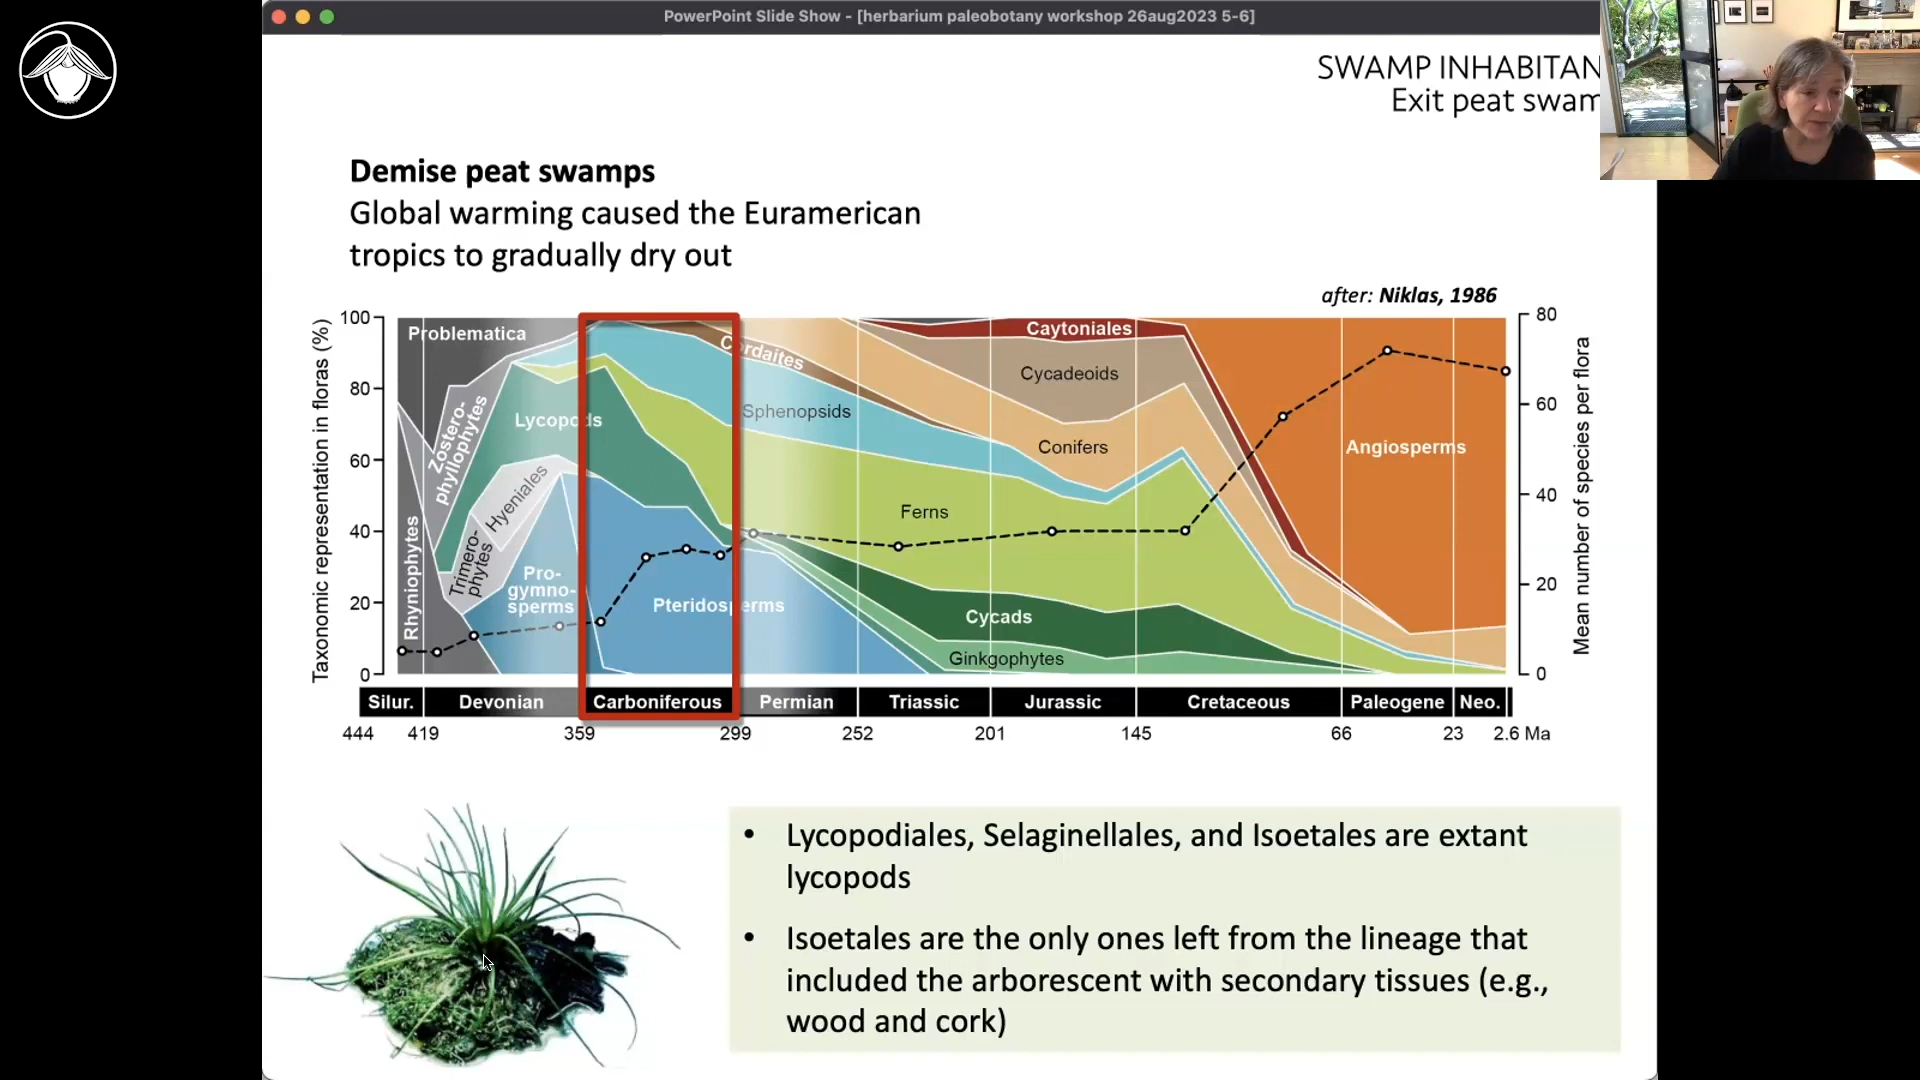 PowerPoint Slide Show - [herbarium paleobotany workshop 26aug2023 5-6]
SWAMP INHABITAN
Exit peat swam
Demise peat swamps
Global warming caused the Euramerican
tropics to gradually dry out
after: Niklas, 1986
Taxonomic representation in floras (%)
100
80
60
40
20
0
Problematica
Zostero-
phyllophytes
Lycopods
Hyeniales
Trimero-
phytes
Rhyniophytes
Pro-
gymno-
sperms
Pteridosperms
Cordaites
Sphenopsids
Ferns
Caytoniales
Cycadeoids
Conifers
Cycads
Ginkgophytes
Angiosperms
80
60
40
20
0
Mean number of species per flora
Silur. Devonian Carboniferous Permian Triassic Jurassic Cretaceous Paleogene Neo.
444 419 359 299 252 201 145 66 23 2.6 Ma
• Lycopodiales, Selaginellales, and Isoetales are extant
lycopods
• Isoetales are the only ones left from the lineage that
included the arborescent with secondary tissues (e.g.,
wood and cork)